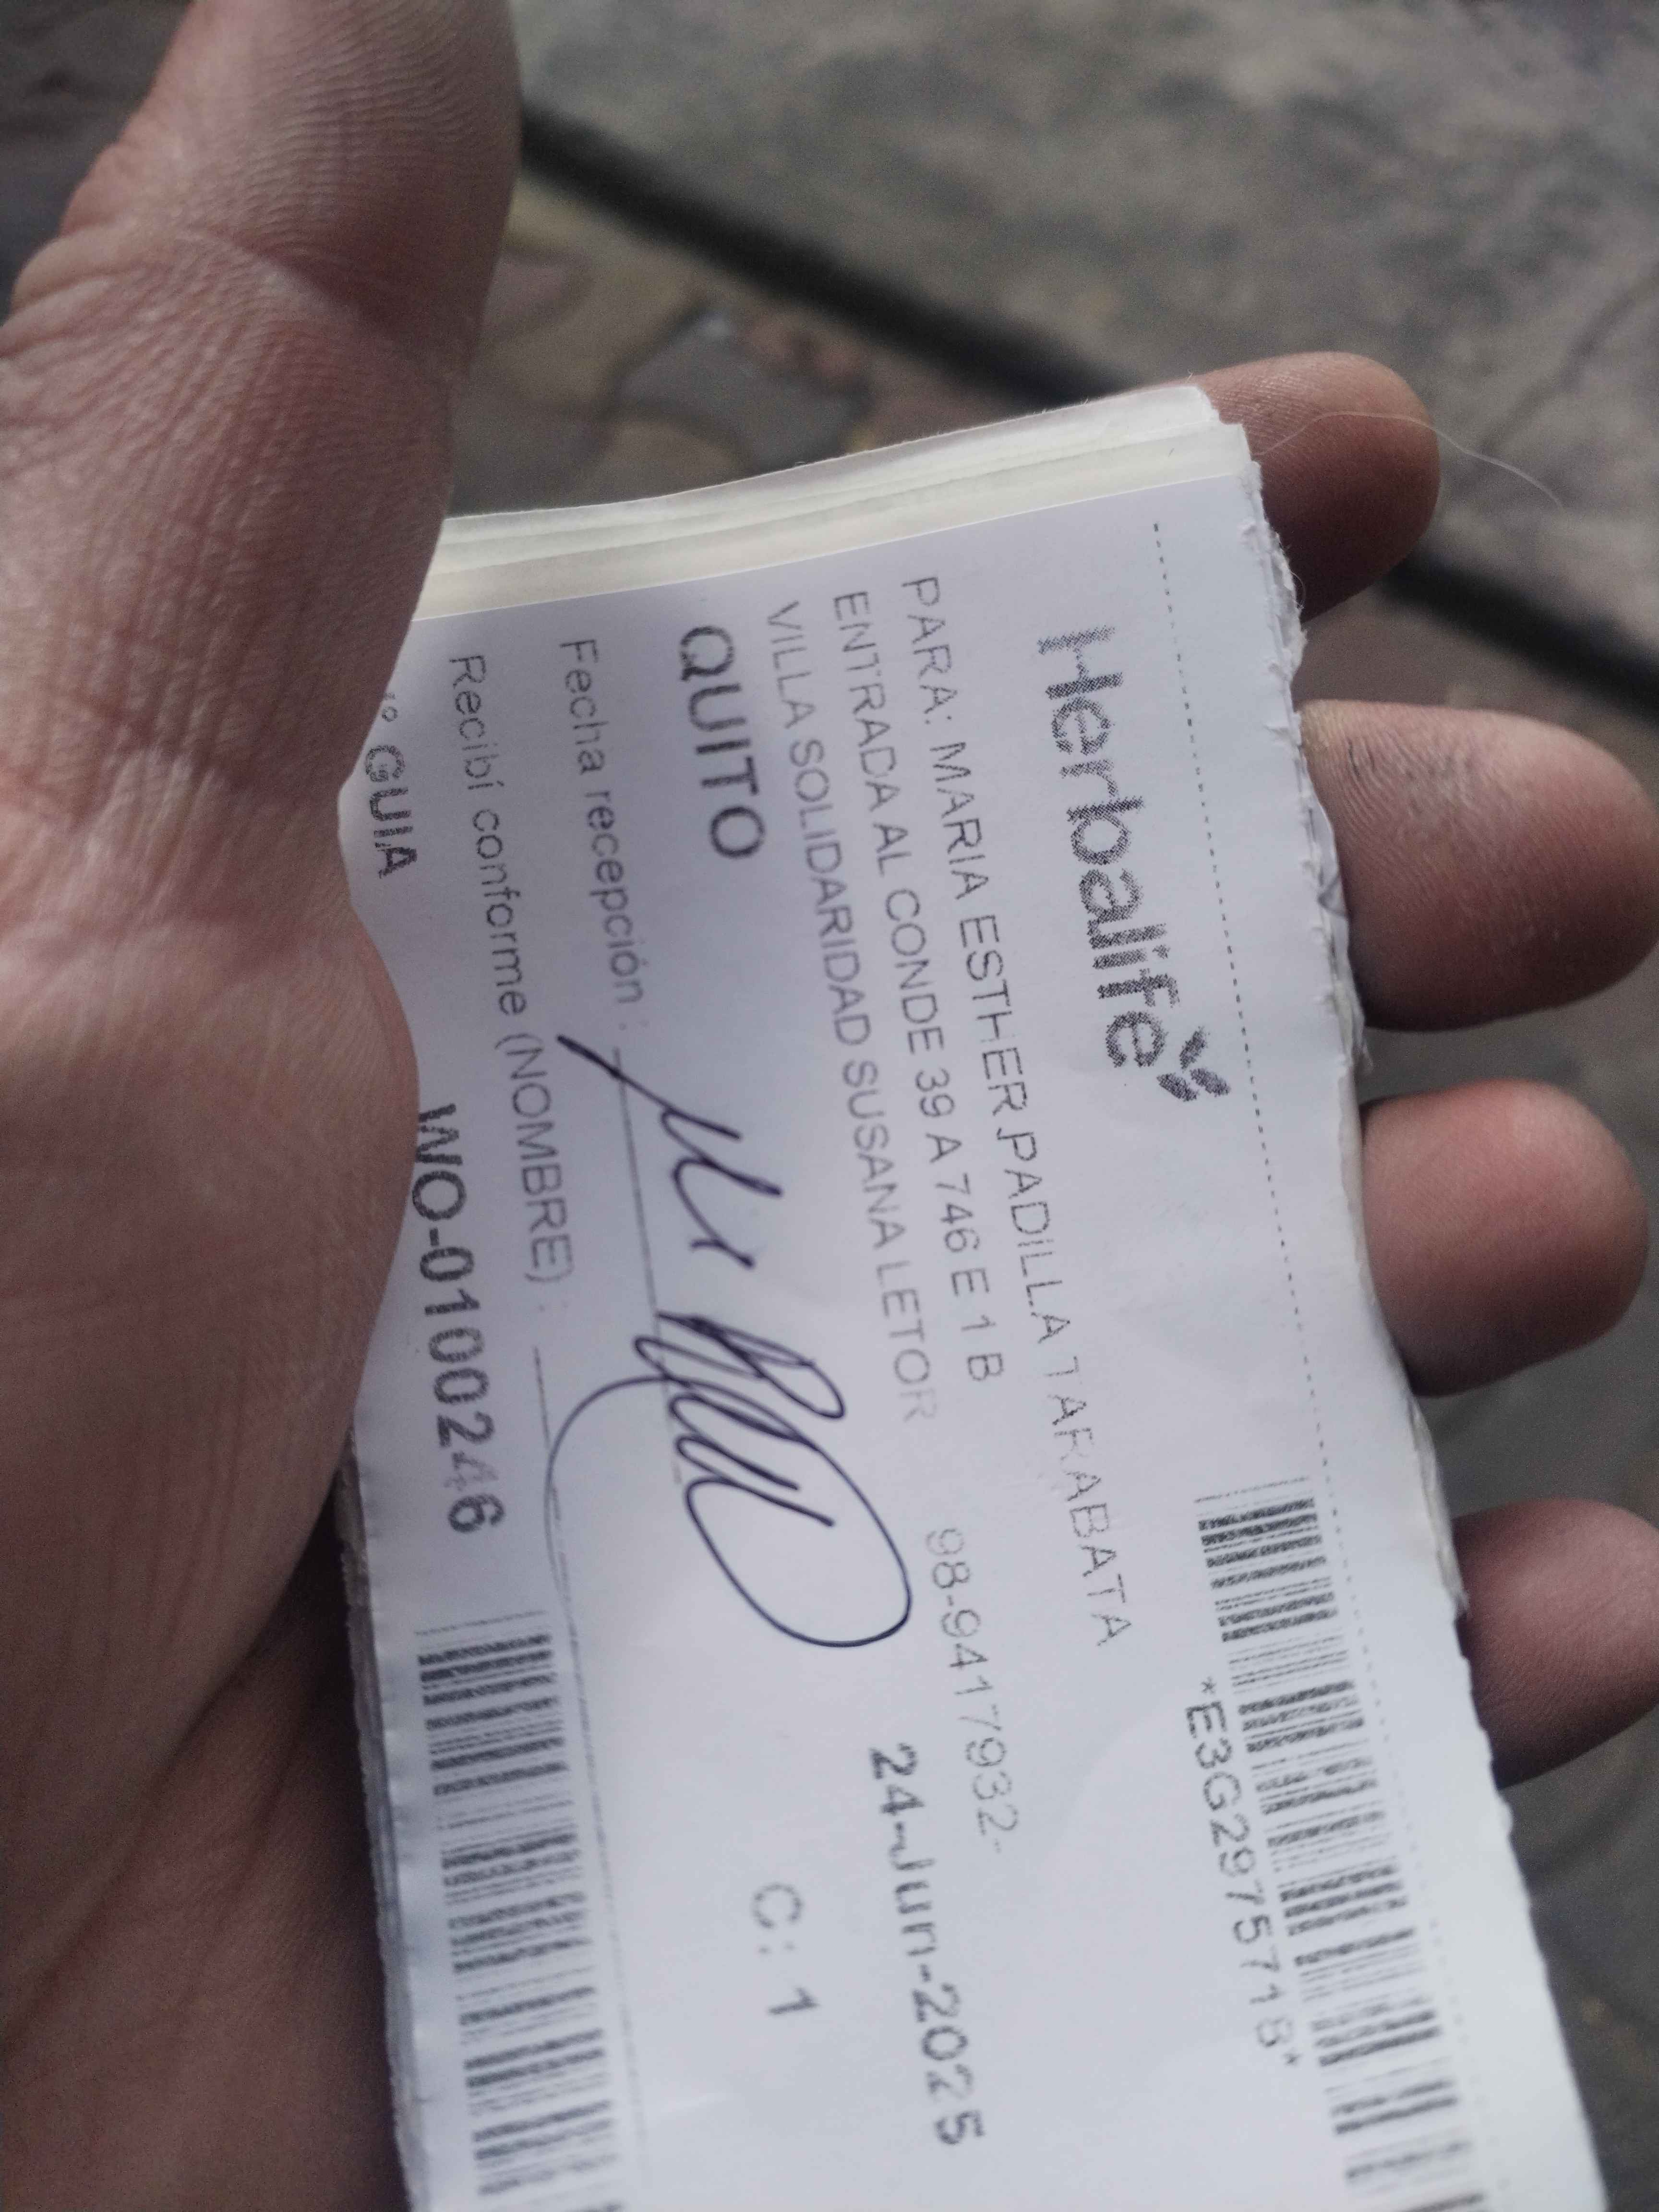 Herbalife
*E3G2975718*
PARA: MARIA ESTHER PADILLA TARABATA
ENTRADA AL CONDE 39 A 746 E 1 B
VILLA SOLIDARIDAD SUSANA LETOR
98-9417932-
QUITO
24-Jun-2025
Fecha recepción :
C: 1
Recibí conforme (NOMBRE) :
º GUIA
WO-0100246